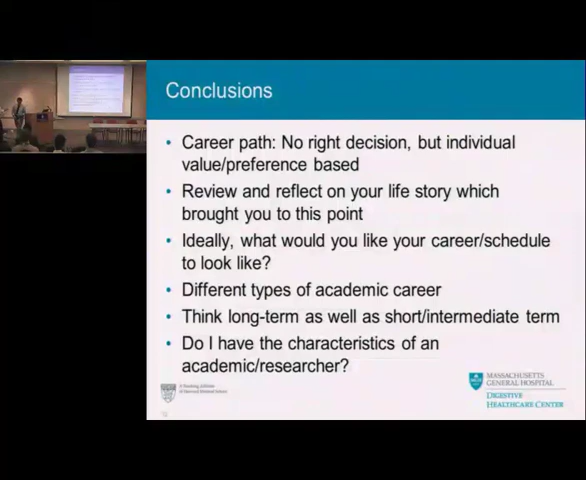 Conclusions
• Career path: No right decision, but individual
value/preference based
• Review and reflect on your life story which
brought you to this point
• Ideally, what would you like your career/schedule
to look like?
• Different types of academic career
• Think long-term as well as short/intermediate term
• Do I have the characteristics of an
academic/researcher?
MASSACHUSETTS
GENERAL HOSPITAL
DIGESTIVE
HEALTHCARE CENTER